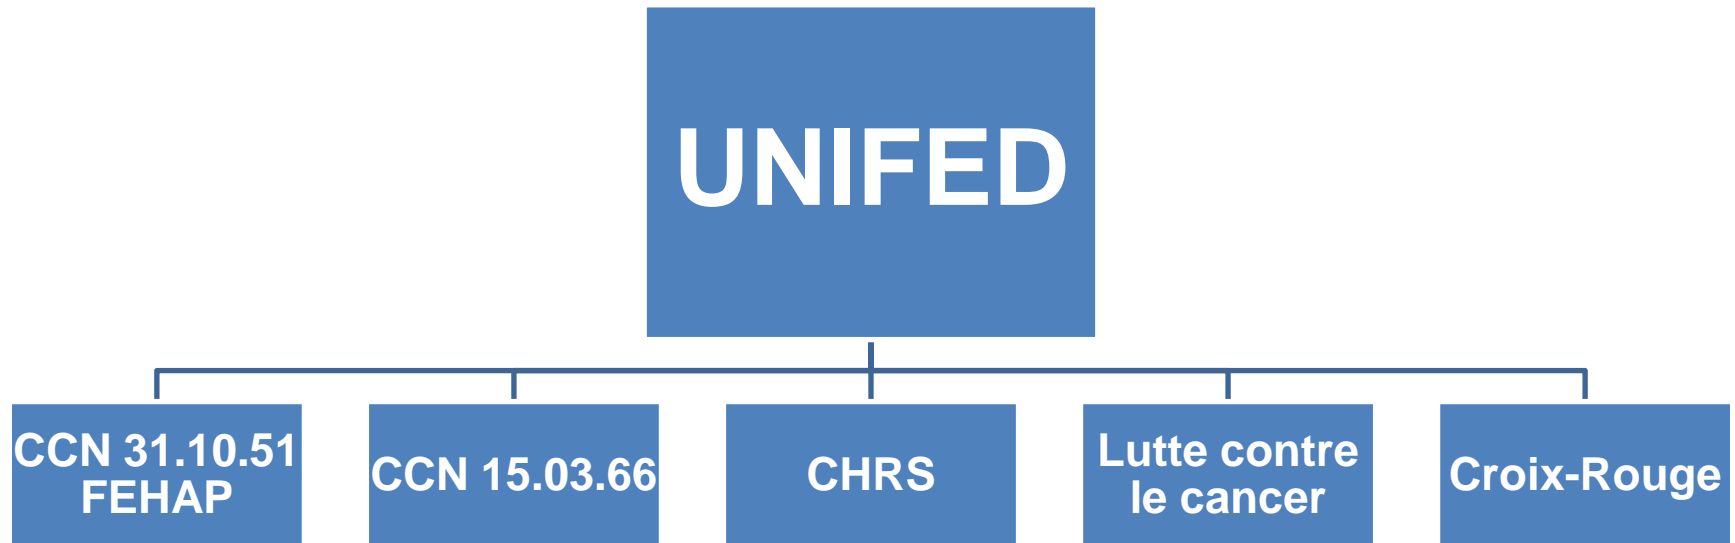 UNIFED
CCN 31.10.51
FEHAP
CCN 15.03.66
CHRS
Lutte contre
le cancer
Croix-Rouge